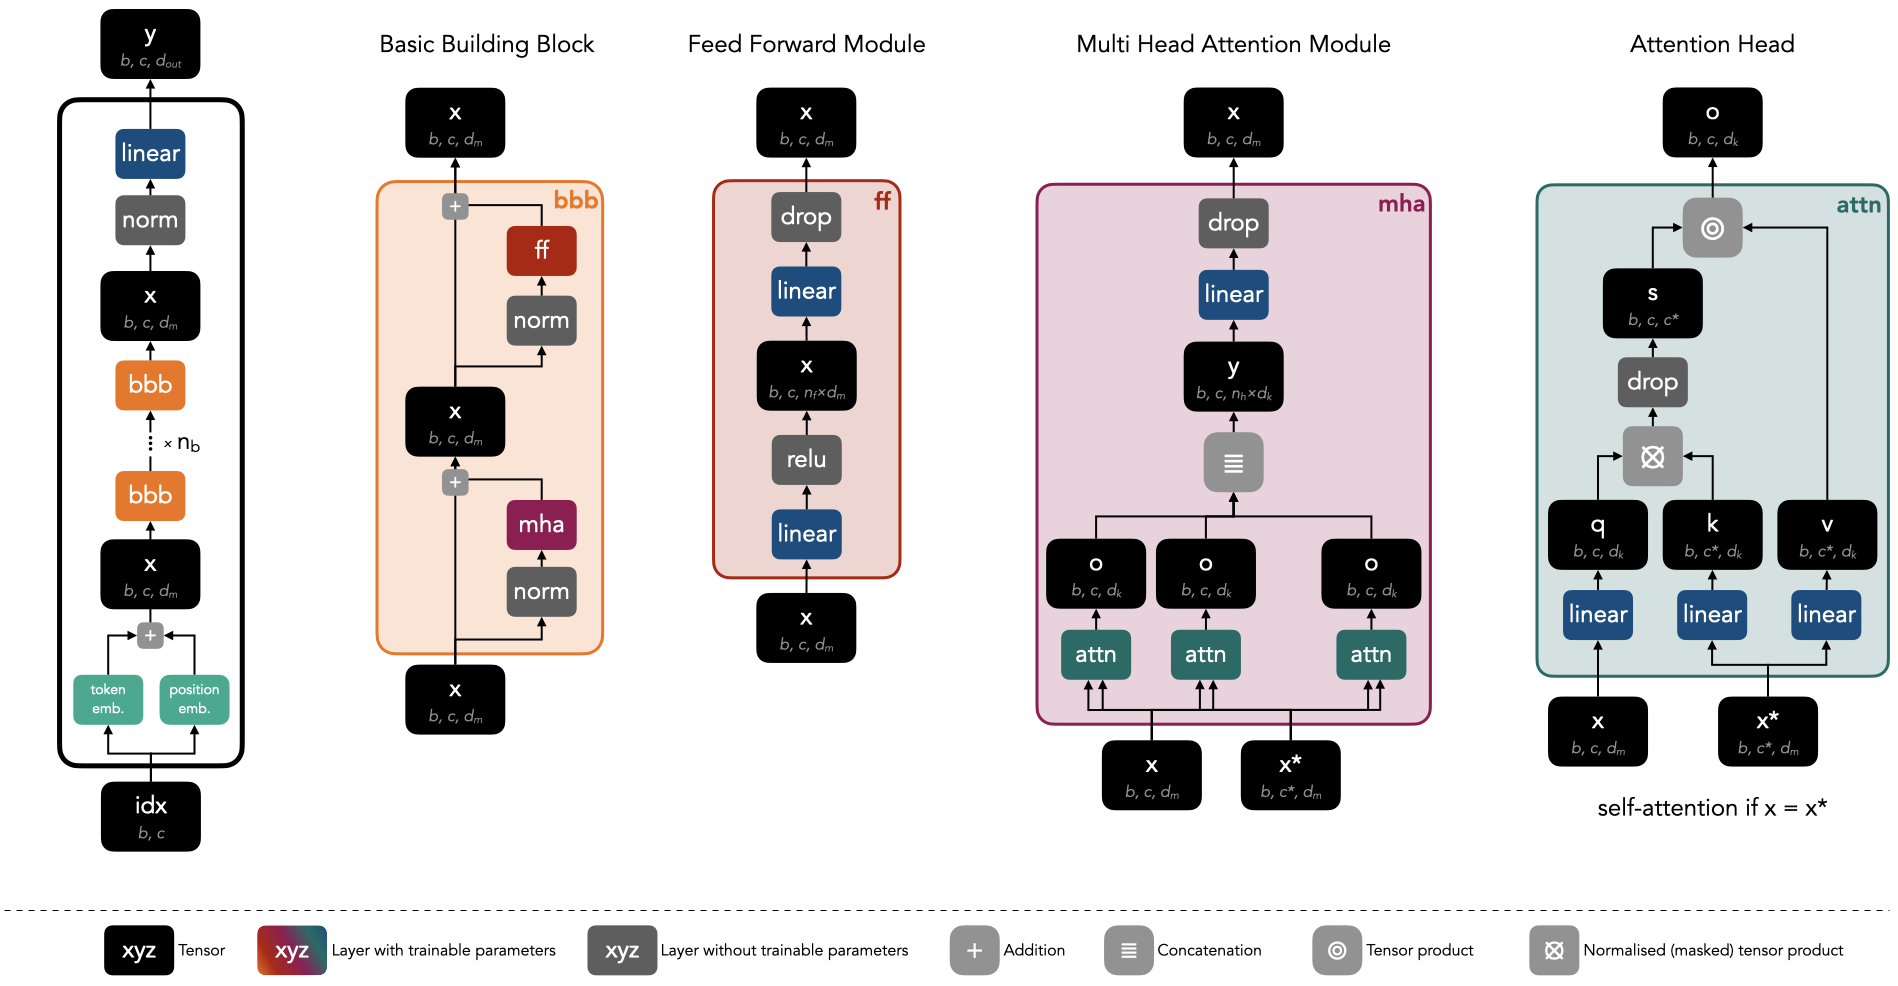 y
b, c, d_out
linear
norm
x
b, c, d_m
bbb
× n_b
bbb
x
b, c, d_m
+
token
emb.
position
emb.
idx
b, c
Basic Building Block
x
b, c, d_m
bbb
+
ff
norm
x
b, c, d_m
+
mha
norm
x
b, c, d_m
Feed Forward Module
x
b, c, d_m
ff
drop
linear
x
b, c, n_f×d_m
relu
linear
x
b, c, d_m
Multi Head Attention Module
x
b, c, d_m
mha
drop
linear
y
b, c, n_h×d_k
o
b, c, d_k
o
b, c, d_k
o
b, c, d_k
attn
attn
attn
x
b, c, d_m
x*
b, c*, d_m
Attention Head
o
b, c, d_k
attn
s
b, c, c*
drop
q
b, c, d_k
k
b, c*, d_k
v
b, c*, d_k
linear
linear
linear
x
b, c, d_m
x*
b, c*, d_m
self-attention if x = x*
xyz Tensor
xyz Layer with trainable parameters
xyz Layer without trainable parameters
+ Addition
Concatenation
Tensor product
Normalised (masked) tensor product